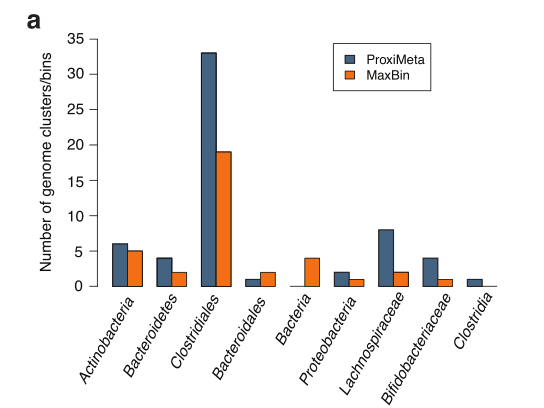 a
Number of genome clusters/bins
35
30
25
20
15
10
5
0
ProxiMeta
MaxBin
Actinobacteria
Bacteroidetes
Clostridiales
Bacteroidales
Bacteria
Proteobacteria
Lachnospiraceae
Bifidobacteriaceae
Clostridia